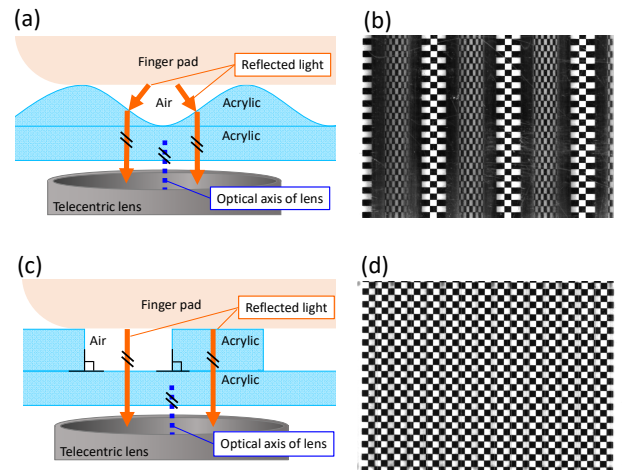 (a)
Finger pad
Reflected light
Air
Acrylic
Acrylic
Telecentric lens
Optical axis of lens
(b)
(c)
Finger pad
Reflected light
Air
Acrylic
Acrylic
Telecentric lens
Optical axis of lens
(d)